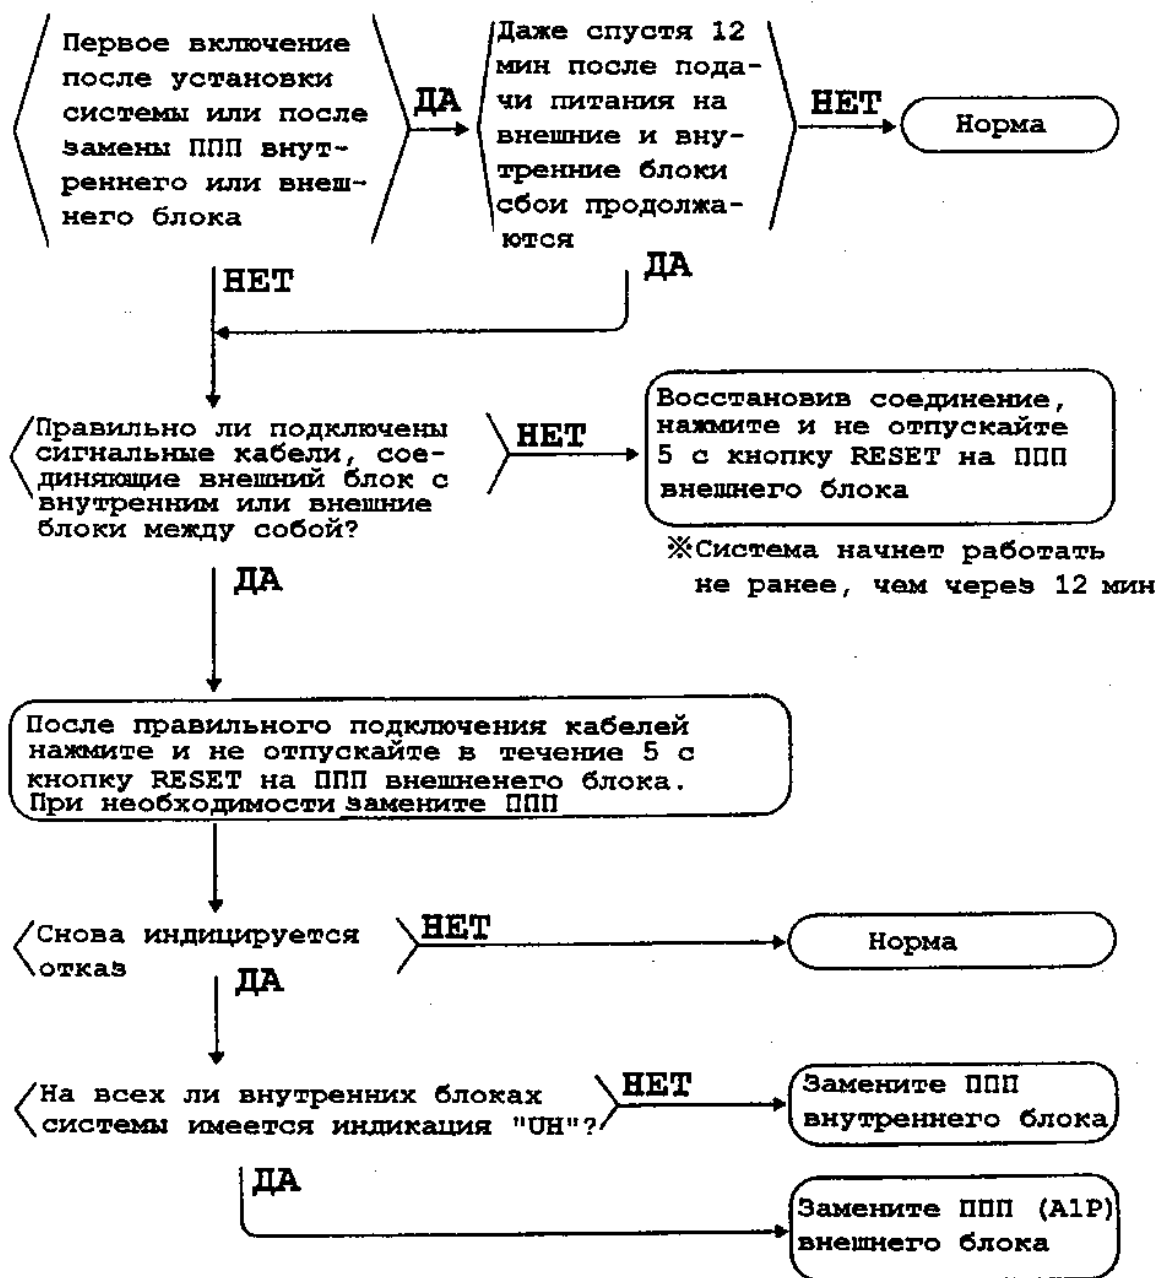 Первое включение
после установки
системы или после
замены ППП внут-
реннего или внеш-
него блока
ДА
Даже спустя 12
мин после пода-
чи питания на
внешние и вну-
тренние блоки
сбои продолжа-
ются
НЕТ
Норма
НЕТ
ДА
Правильно ли подключены
сигнальные кабели, сое-
диняющие внешний блок с
внутренним или внешние
блоки между собой?
НЕТ
Восстановив соединение,
нажмите и не отпускайте
5 с кнопку RESET на ППП
внешнего блока
※Система начнет работать
не ранее, чем через 12 мин
ДА
После правильного подключения кабелей
нажмите и не отпускайте в течение 5 с
кнопку RESET на ППП внешненего блока.
При необходимости замените ППП
Снова индицируется
отказ
НЕТ
Норма
ДА
На всех ли внутренних блоках
системы имеется индикация "UH"?
НЕТ
Замените ППП
внутреннего блока
ДА
Замените ППП (A1P)
внешнего блока